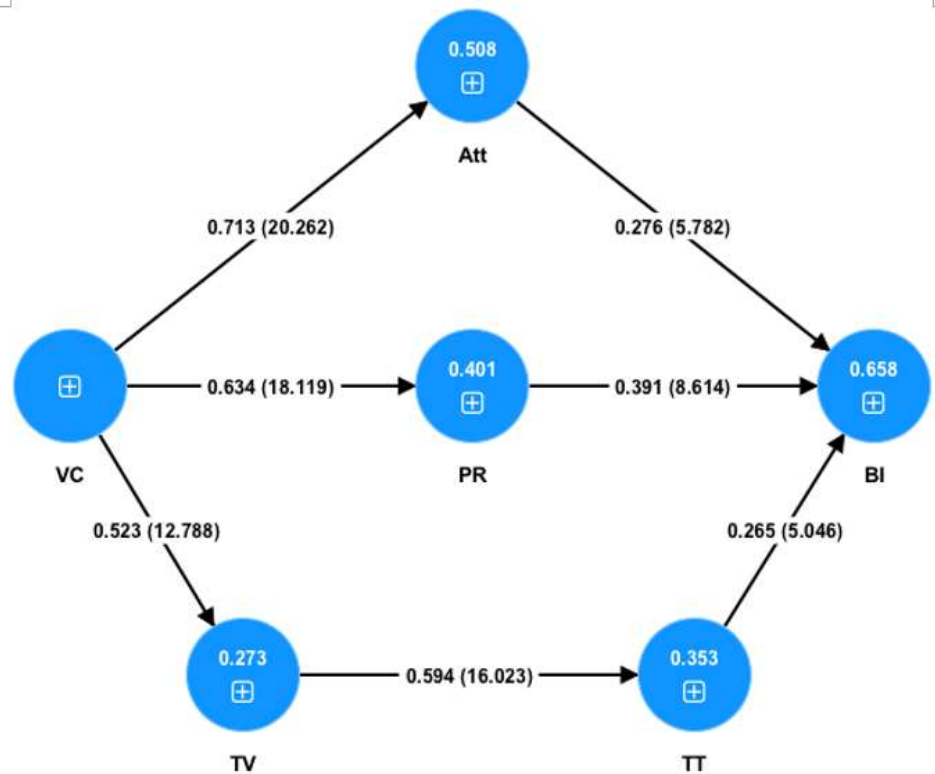 0.508
Att
0.713 (20.262)
0.276 (5.782)
0.634 (18.119)
0.401
0.391 (8.614)
0.658
VC
PR
BI
0.523 (12.788)
0.265 (5.046)
0.273
0.594 (16.023)
0.353
TV
TT